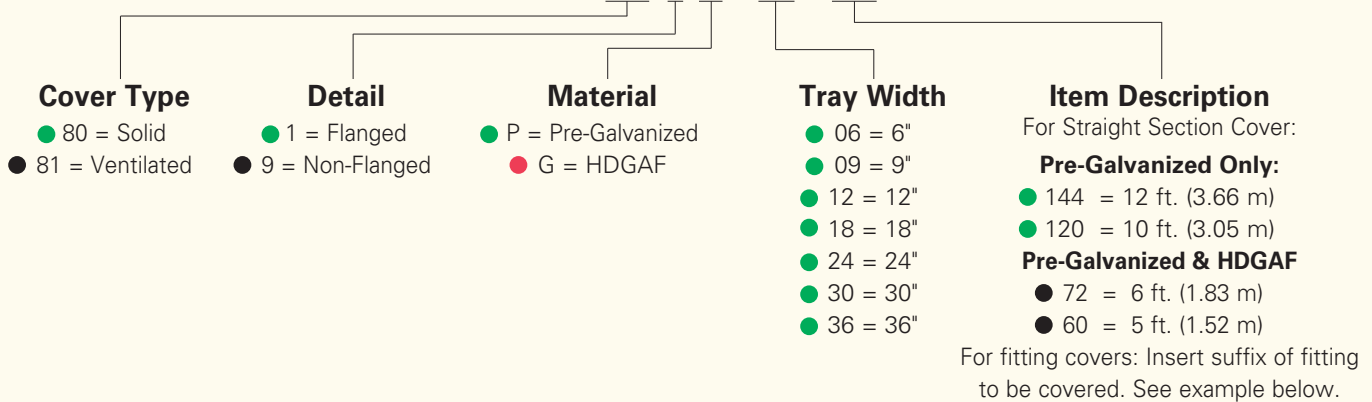 Cover Type
80 = Solid
81 = Ventilated
Detail
1 = Flanged
9 = Non-Flanged
Material
P = Pre-Galvanized
G = HDGAF
Tray Width
06 = 6"
09 = 9"
12 = 12"
18 = 18"
24 = 24"
30 = 30"
36 = 36"
Item Description
For Straight Section Cover:
Pre-Galvanized Only:
144 = 12 ft. (3.66 m)
120 = 10 ft. (3.05 m)
Pre-Galvanized & HDGAF
72 = 6 ft. (1.83 m)
60 = 5 ft. (1.52 m)
For fitting covers: Insert suffix of fitting
to be covered. See example below.